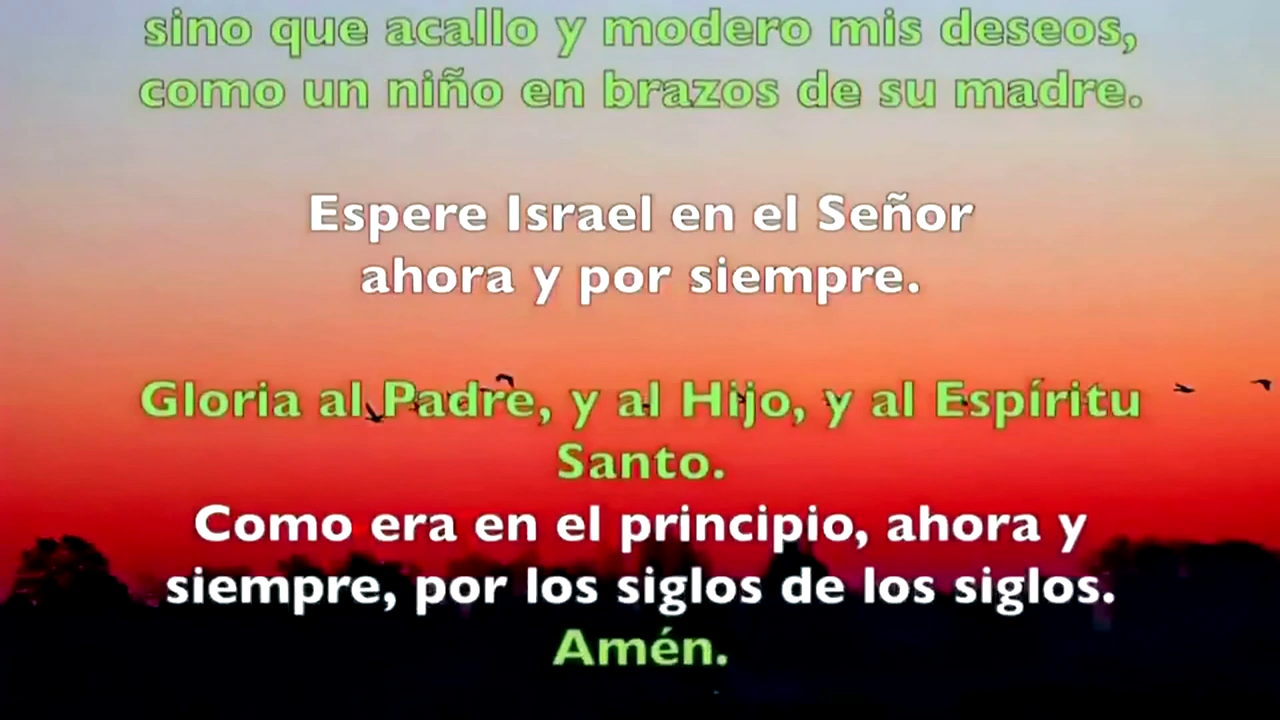 sino que acallo y modero mis deseos,
como un niño en brazos de su madre.
Espere Israel en el Señor
ahora y por siempre.
Gloria al Padre, y al Hijo, y al Espíritu
Santo.
Como era en el principio, ahora y
siempre, por los siglos de los siglos.
Amén.